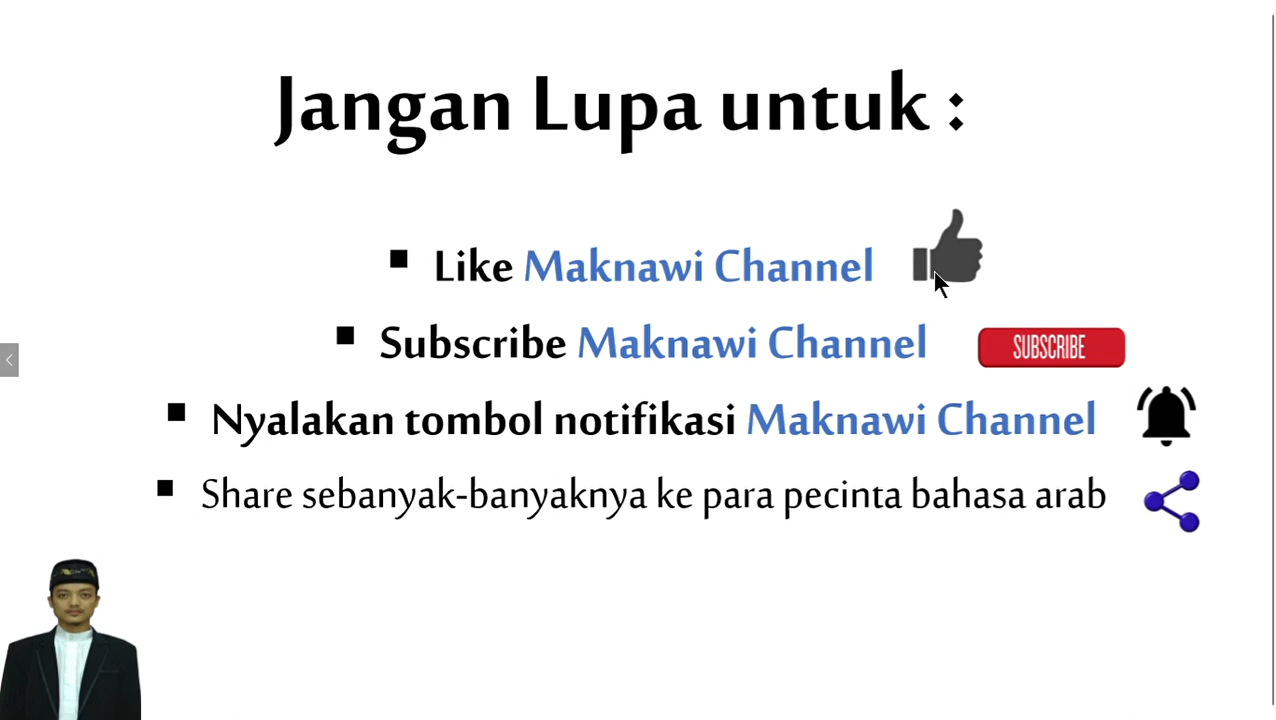 Jangan Lupa untuk :
Like Maknawi Channel
Subscribe Maknawi Channel SUBSCRIBE
Nyalakan tombol notifikasi Maknawi Channel
Share sebanyak-banyaknya ke para pecinta bahasa arab